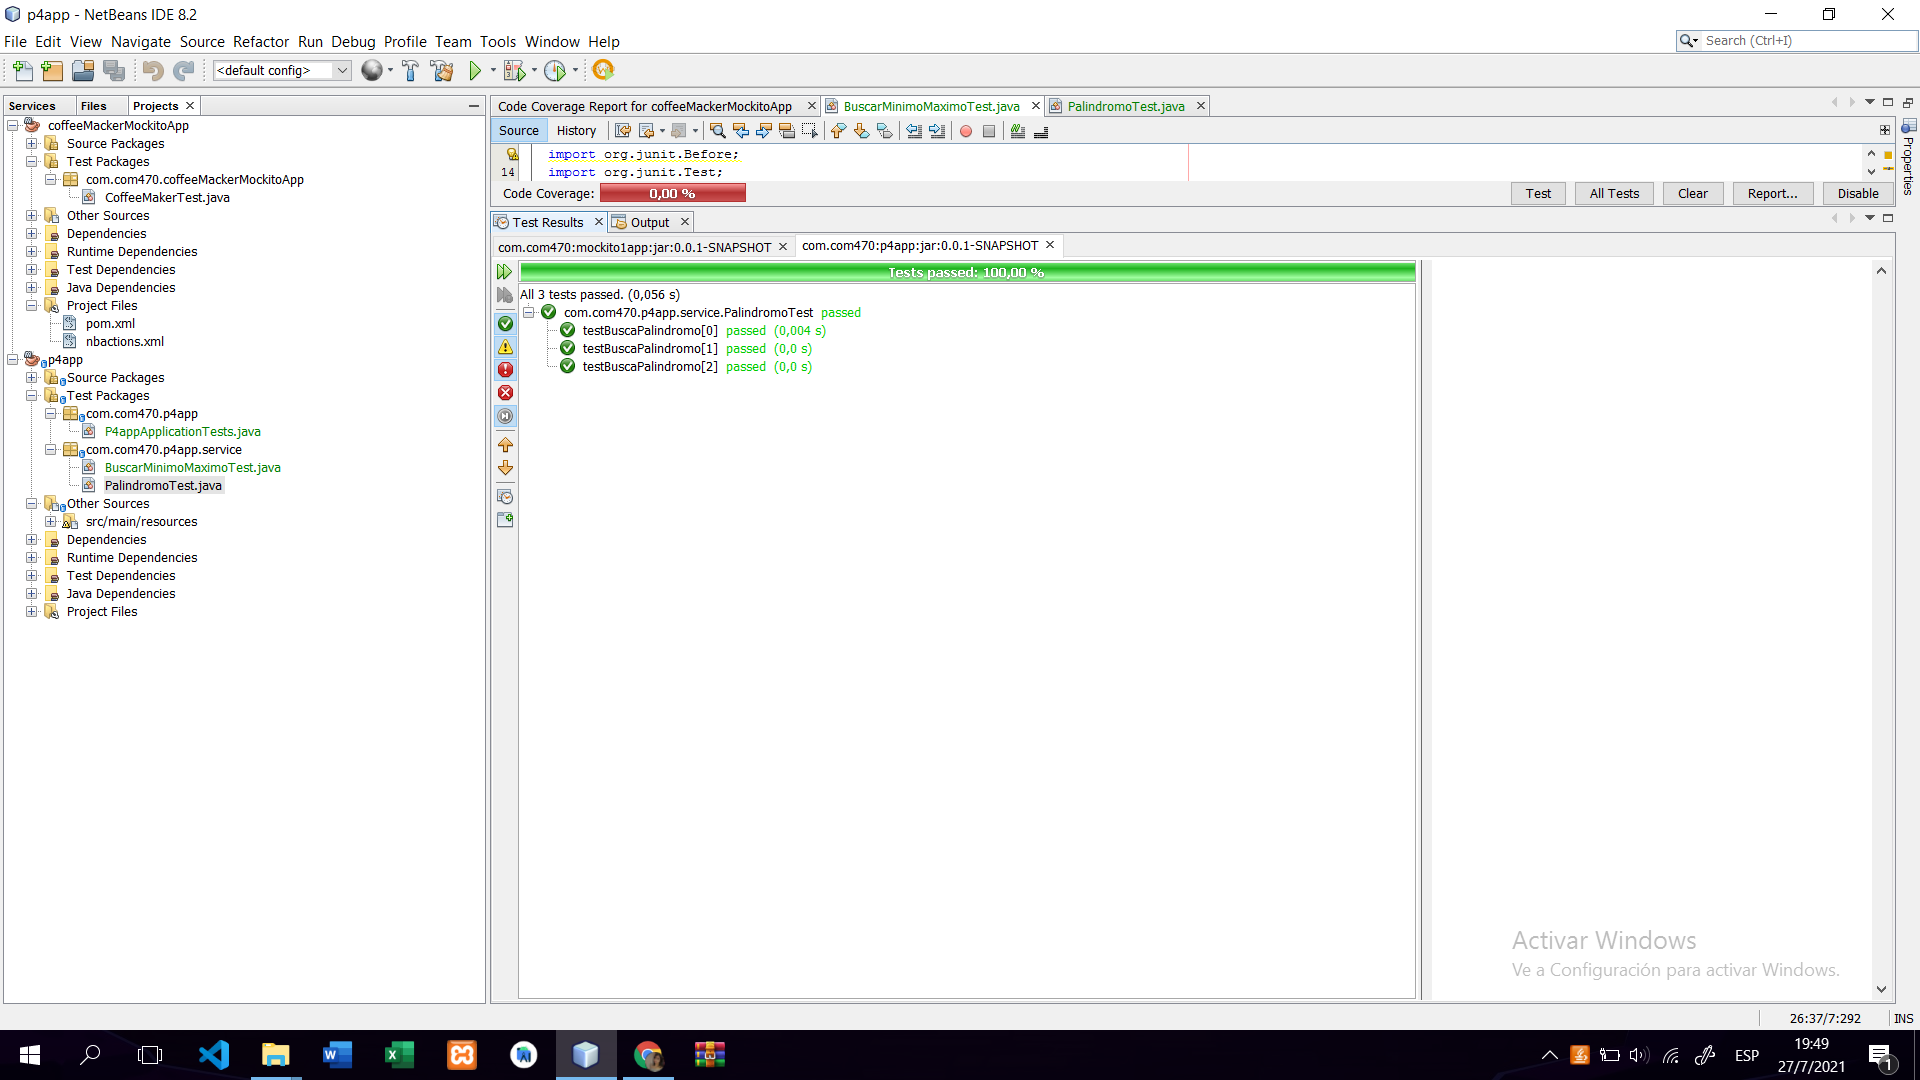 p4app - NetBeans IDE 8.2
File Edit View Navigate Source Refactor Run Debug Profile Team Tools Window Help
Search (Ctrl+I)
<default config>
Services Files Projects
coffeeMackerMockitoApp
Source Packages
Test Packages
com.com470.coffeeMackerMockitoApp
CoffeeMakerTest.java
Other Sources
Dependencies
Runtime Dependencies
Test Dependencies
Java Dependencies
Project Files
pom.xml
nbactions.xml
p4app
Source Packages
Test Packages
com.com470.p4app
P4appApplicationTests.java
com.com470.p4app.service
BuscarMinimoMaximoTest.java
PalindromoTest.java
Other Sources
src/main/resources
Dependencies
Runtime Dependencies
Test Dependencies
Java Dependencies
Project Files
Code Coverage Report for coffeeMackerMockitoApp BuscarMinimoMaximoTest.java PalindromoTest.java
Source History
import org.junit.Before;
14 import org.junit.Test;
Code Coverage: 0,00 % Test All Tests Clear Report... Disable
Properties
Test Results Output
com.com470:mockito1app:jar:0.0.1-SNAPSHOT com.com470:p4app:jar:0.0.1-SNAPSHOT
Tests passed: 100,00 %
All 3 tests passed. (0,056 s)
com.com470.p4app.service.PalindromoTest passed
testBuscaPalindromo[0] passed (0,004 s)
testBuscaPalindromo[1] passed (0,0 s)
testBuscaPalindromo[2] passed (0,0 s)
Activar Windows
Ve a Configuración para activar Windows.
26:37/7:292 INS
ESP
19:49
27/7/2021
1